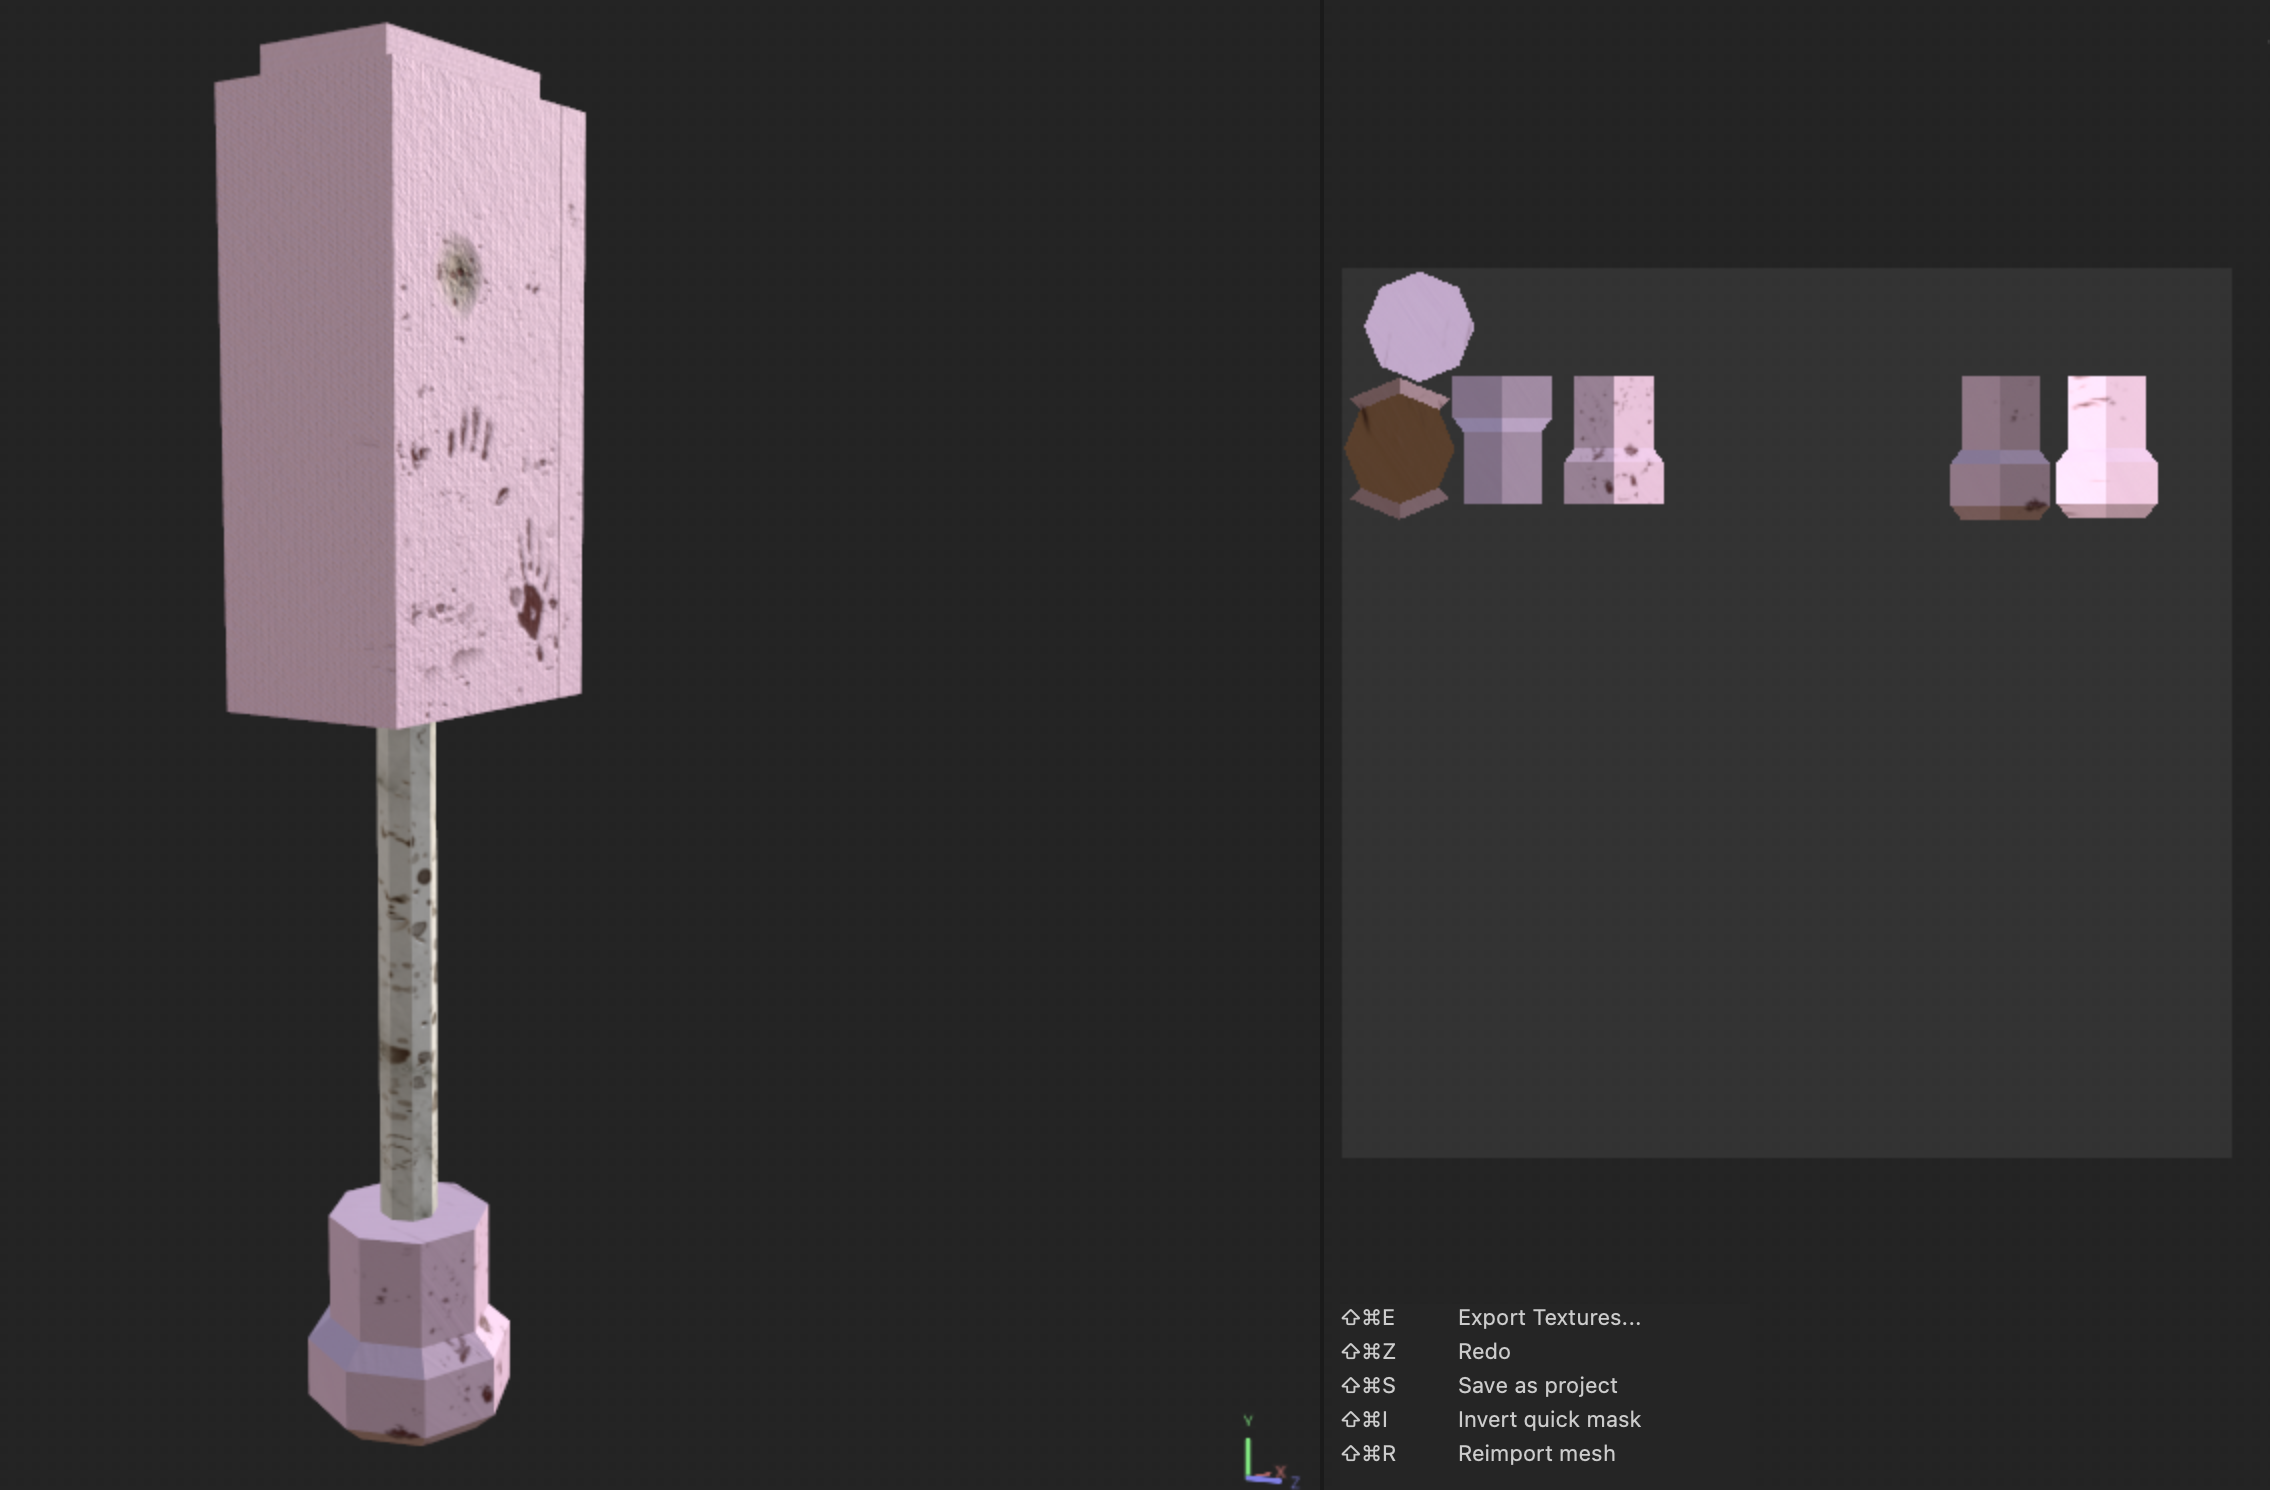 Y
X
Z
⇧⌘E Export Textures...
⇧⌘Z Redo
⇧⌘S Save as project
⇧⌘I Invert quick mask
⇧⌘R Reimport mesh